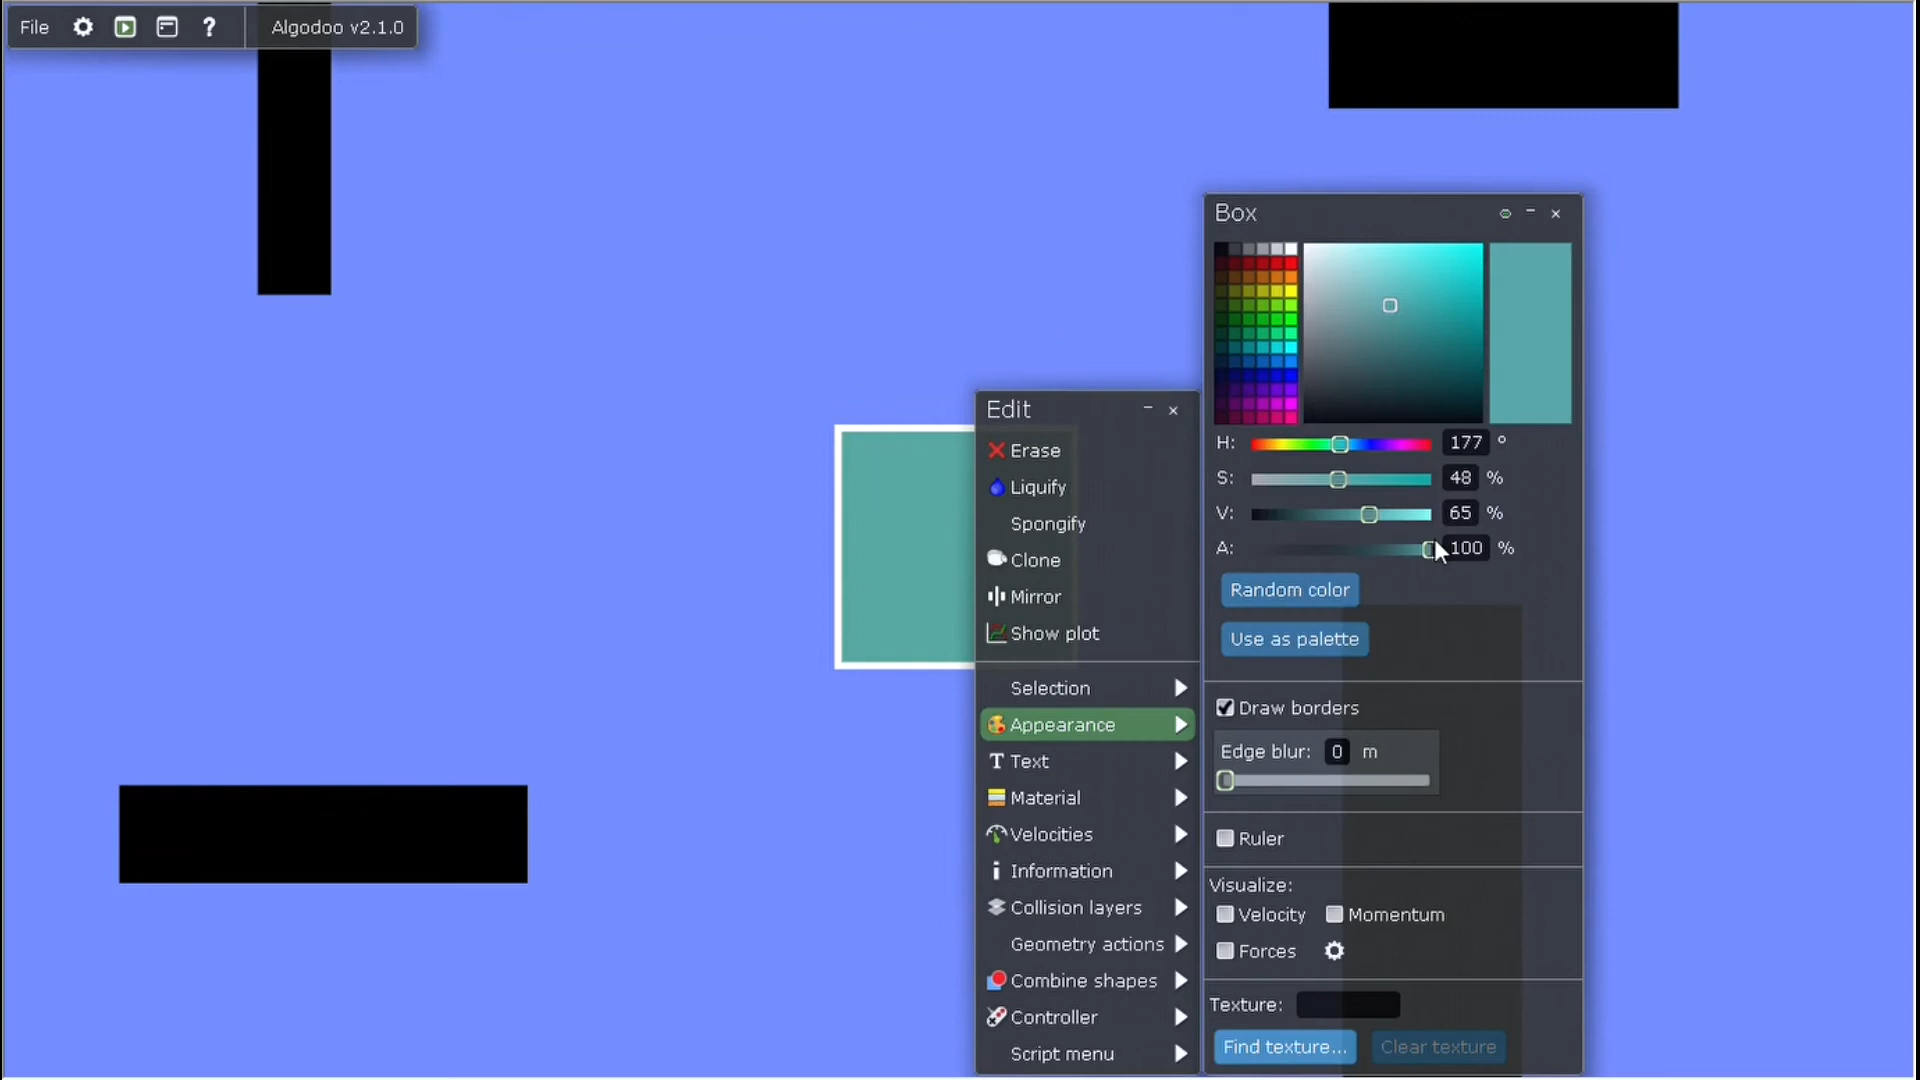 File ? Algodoo v2.1.0
Box
Edit
Erase
Liquify
Spongify
Clone
Mirror
Show plot
Selection
Appearance
Text
Material
Velocities
Information
Collision layers
Geometry actions
Combine shapes
Controller
Script menu
H: 177 °
S: 48 %
V: 65 %
A: 100 %
Random color
Use as palette
Draw borders
Edge blur: 0 m
Ruler
Visualize:
Velocity Momentum
Forces
Texture:
Find texture... Clear texture